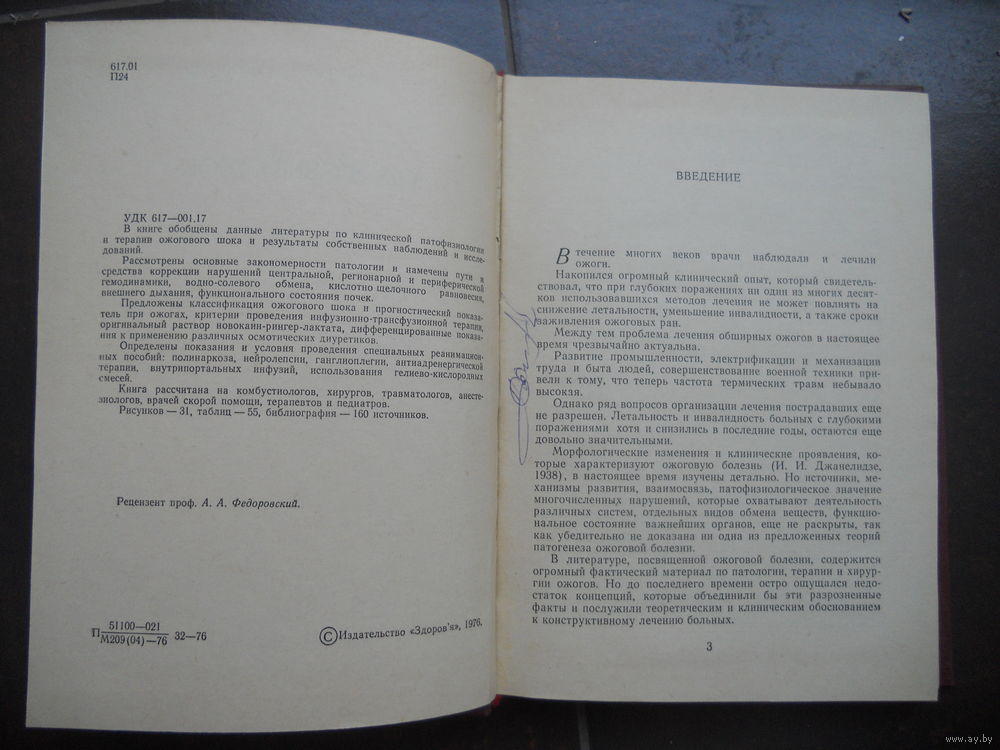 617.01
П24
УДК 617—001.17
В книге обобщены данные литературы по клинической патофизиологии
и терапии ожогового шока и результаты собственных наблюдений и иссле-
дований.
Рассмотрены основные закономерности патологии и намечены пути и
средства коррекции нарушений центральной, регионарной и периферической
гемодинамики, водно-солевого обмена, кислотно-щелочного равновесия,
внешнего дыхания, функционального состояния почек.
Предложены классификация ожогового шока и прогностический показа-
тель при ожогах, критерии проведения инфузионно-трансфузионной терапии,
оригинальный раствор новокаин-рингер-лактата, дифференцированные показа-
ния к применению различных осмотических диуретиков.
Определены показания и условия проведения специальных реанимацион-
ных пособий: полинаркоза, нейролепсии, ганглиоплегии, антиадренергической
терапии, внутрипортальных инфузий, использования гелиево-кислородных
смесей.
Книга рассчитана на комбустиологов, хирургов, травматологов, анесте-
зиологов, врачей скорой помощи, терапевтов и педиатров.
Рисунков — 31, таблиц — 55, библиография — 160 источников.
Рецензент проф. А. А. Федоровский.
П 51100—021 / М209(04)—76 32—76
© Издательство «Здоров'я», 1976.
ВВЕДЕНИЕ
В течение многих веков врачи наблюдали и лечили
ожоги.
Накопился огромный клинический опыт, который свидетель-
ствовал, что при глубоких поражениях ни один из многих десят-
ков использовавшихся методов лечения не может повлиять на
снижение летальности, уменьшение инвалидности, а также сроки
заживления ожоговых ран.
Между тем проблема лечения обширных ожогов в настоящее
время чрезвычайно актуальна.
Развитие промышленности, электрификации и механизации
труда и быта людей, совершенствование военной техники при-
вели к тому, что теперь частота термических травм небывало
высокая.
Однако ряд вопросов организации лечения пострадавших еще
не разрешен. Летальность и инвалидность больных с глубокими
поражениями хотя и снизились в последние годы, остаются еще
довольно значительными.
Морфологические изменения и клинические проявления, ко-
торые характеризуют ожоговую болезнь (И. И. Джанелидзе,
1938), в настоящее время изучены детально. Но источники, ме-
ханизмы развития, взаимосвязь, патофизиологическое значение
многочисленных нарушений, которые охватывают деятельность
различных систем, отдельных видов обмена веществ, функцио-
нальное состояние важнейших органов, еще не раскрыты, так
как убедительно не доказана ни одна из предложенных теорий
патогенеза ожоговой болезни.
В литературе, посвященной ожоговой болезни, содержится
огромный фактический материал по патологии, терапии и хирур-
гии ожогов. Но до последнего времени остро ощущался недо-
статок концепций, которые объединили бы эти разрозненные
факты и послужили теоретическим и клиническим обоснованием
к конструктивному лечению больных.
3
www.ay.by